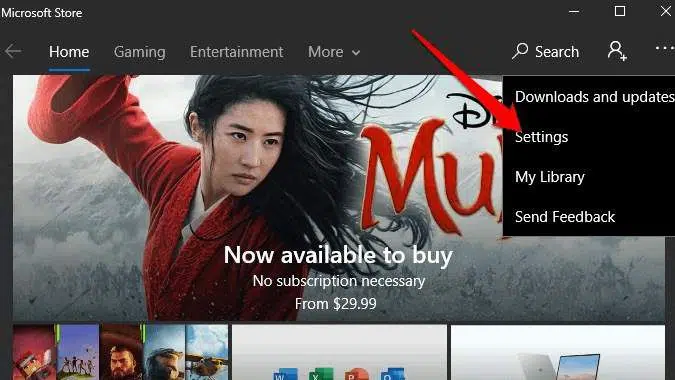 Microsoft Store
Home Gaming Entertainment More Search
Downloads and updates
Settings
My Library
Send Feedback
Now available to buy
No subscription necessary
From $29.99
W X P O